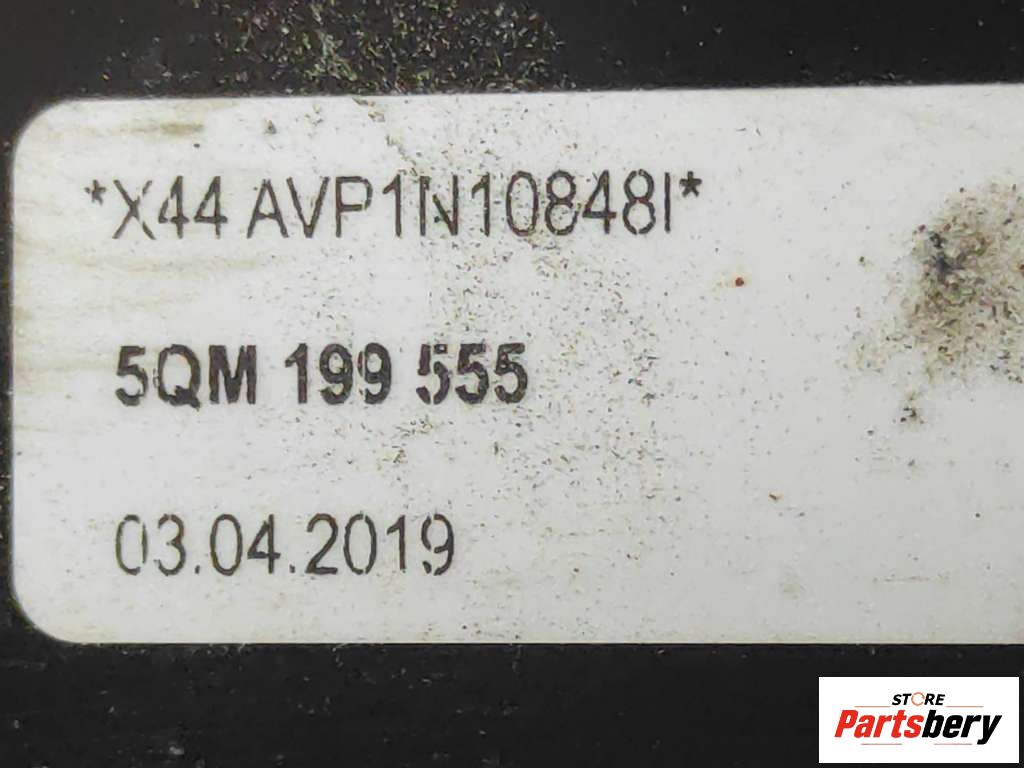 *X44 AVP1N10848I*
5QM 199 555
03.04.2019
STORE
Partsbery